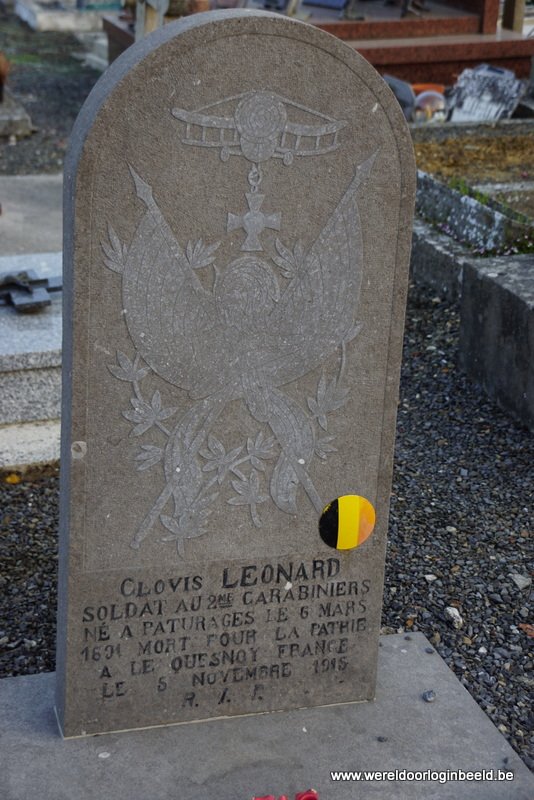 CLOVIS LEONARD
SOLDAT AU 2ME CARABINIERS
NÉ A PATURAGES LE 6 MARS
1891 MORT POUR LA PATRIE
A LE QUESNOY FRANCE
LE 5 NOVEMBRE 1918
R. I. P.
www.wereldoorloginbeeld.be